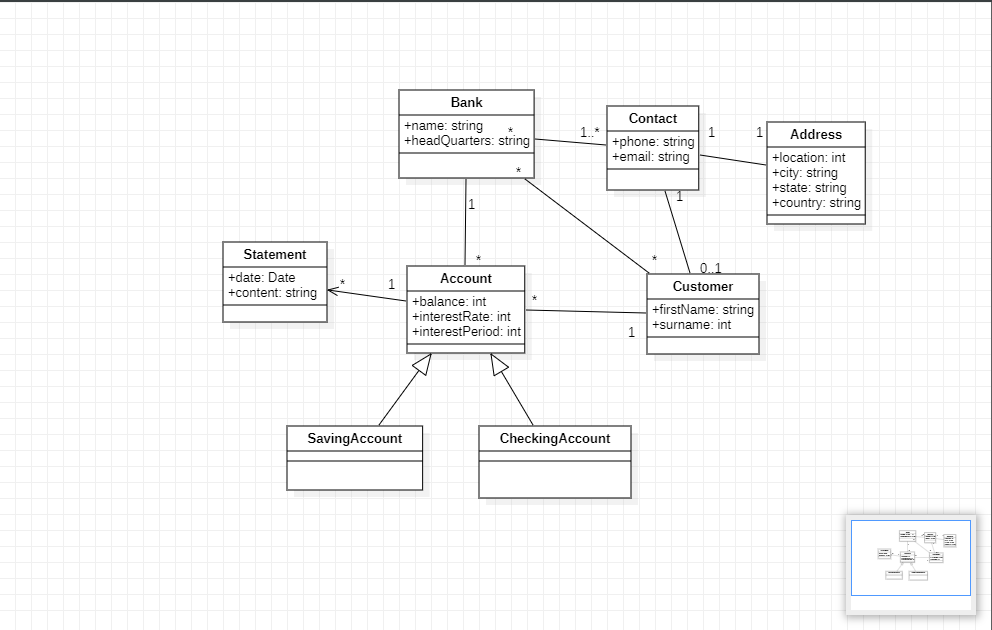 Bank
+name: string
+headQuarters: string
*
1..*
*
1
*
Contact
+phone: string
+email: string
1
1
1
0..1
Address
+location: int
+city: string
+state: string
+country: string
Statement
+date: Date
+content: string
*
1
Account
+balance: int
+interestRate: int
+interestPeriod: int
*
1
*
Customer
+firstName: string
+surname: int
SavingAccount
CheckingAccount